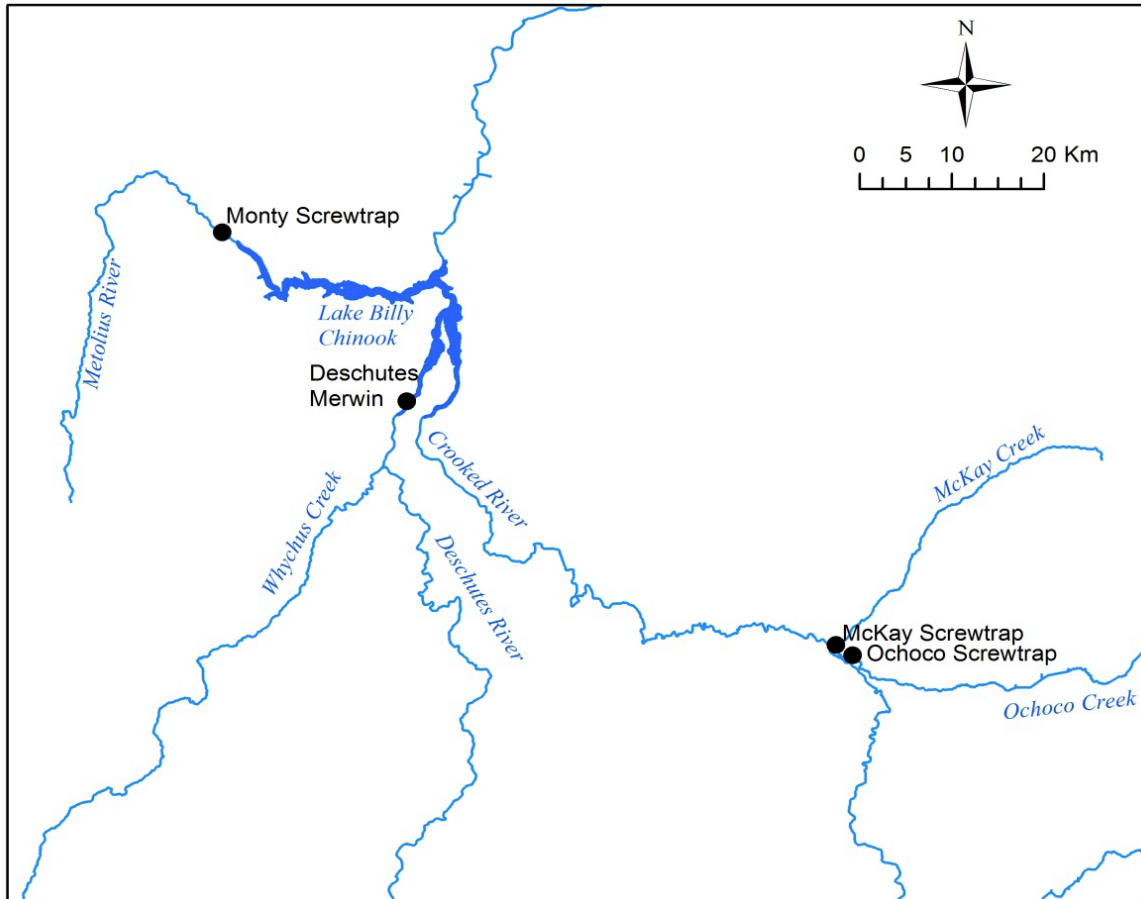 N
0 5 10 20 Km
Monty Screwtrap
Metolius River
Lake Billy
Chinook
Deschutes
Merwin
Crooked River
McKay Creek
Whychus Creek
Deschutes River
McKay Screwtrap
Ochoco Screwtrap
Ochoco Creek